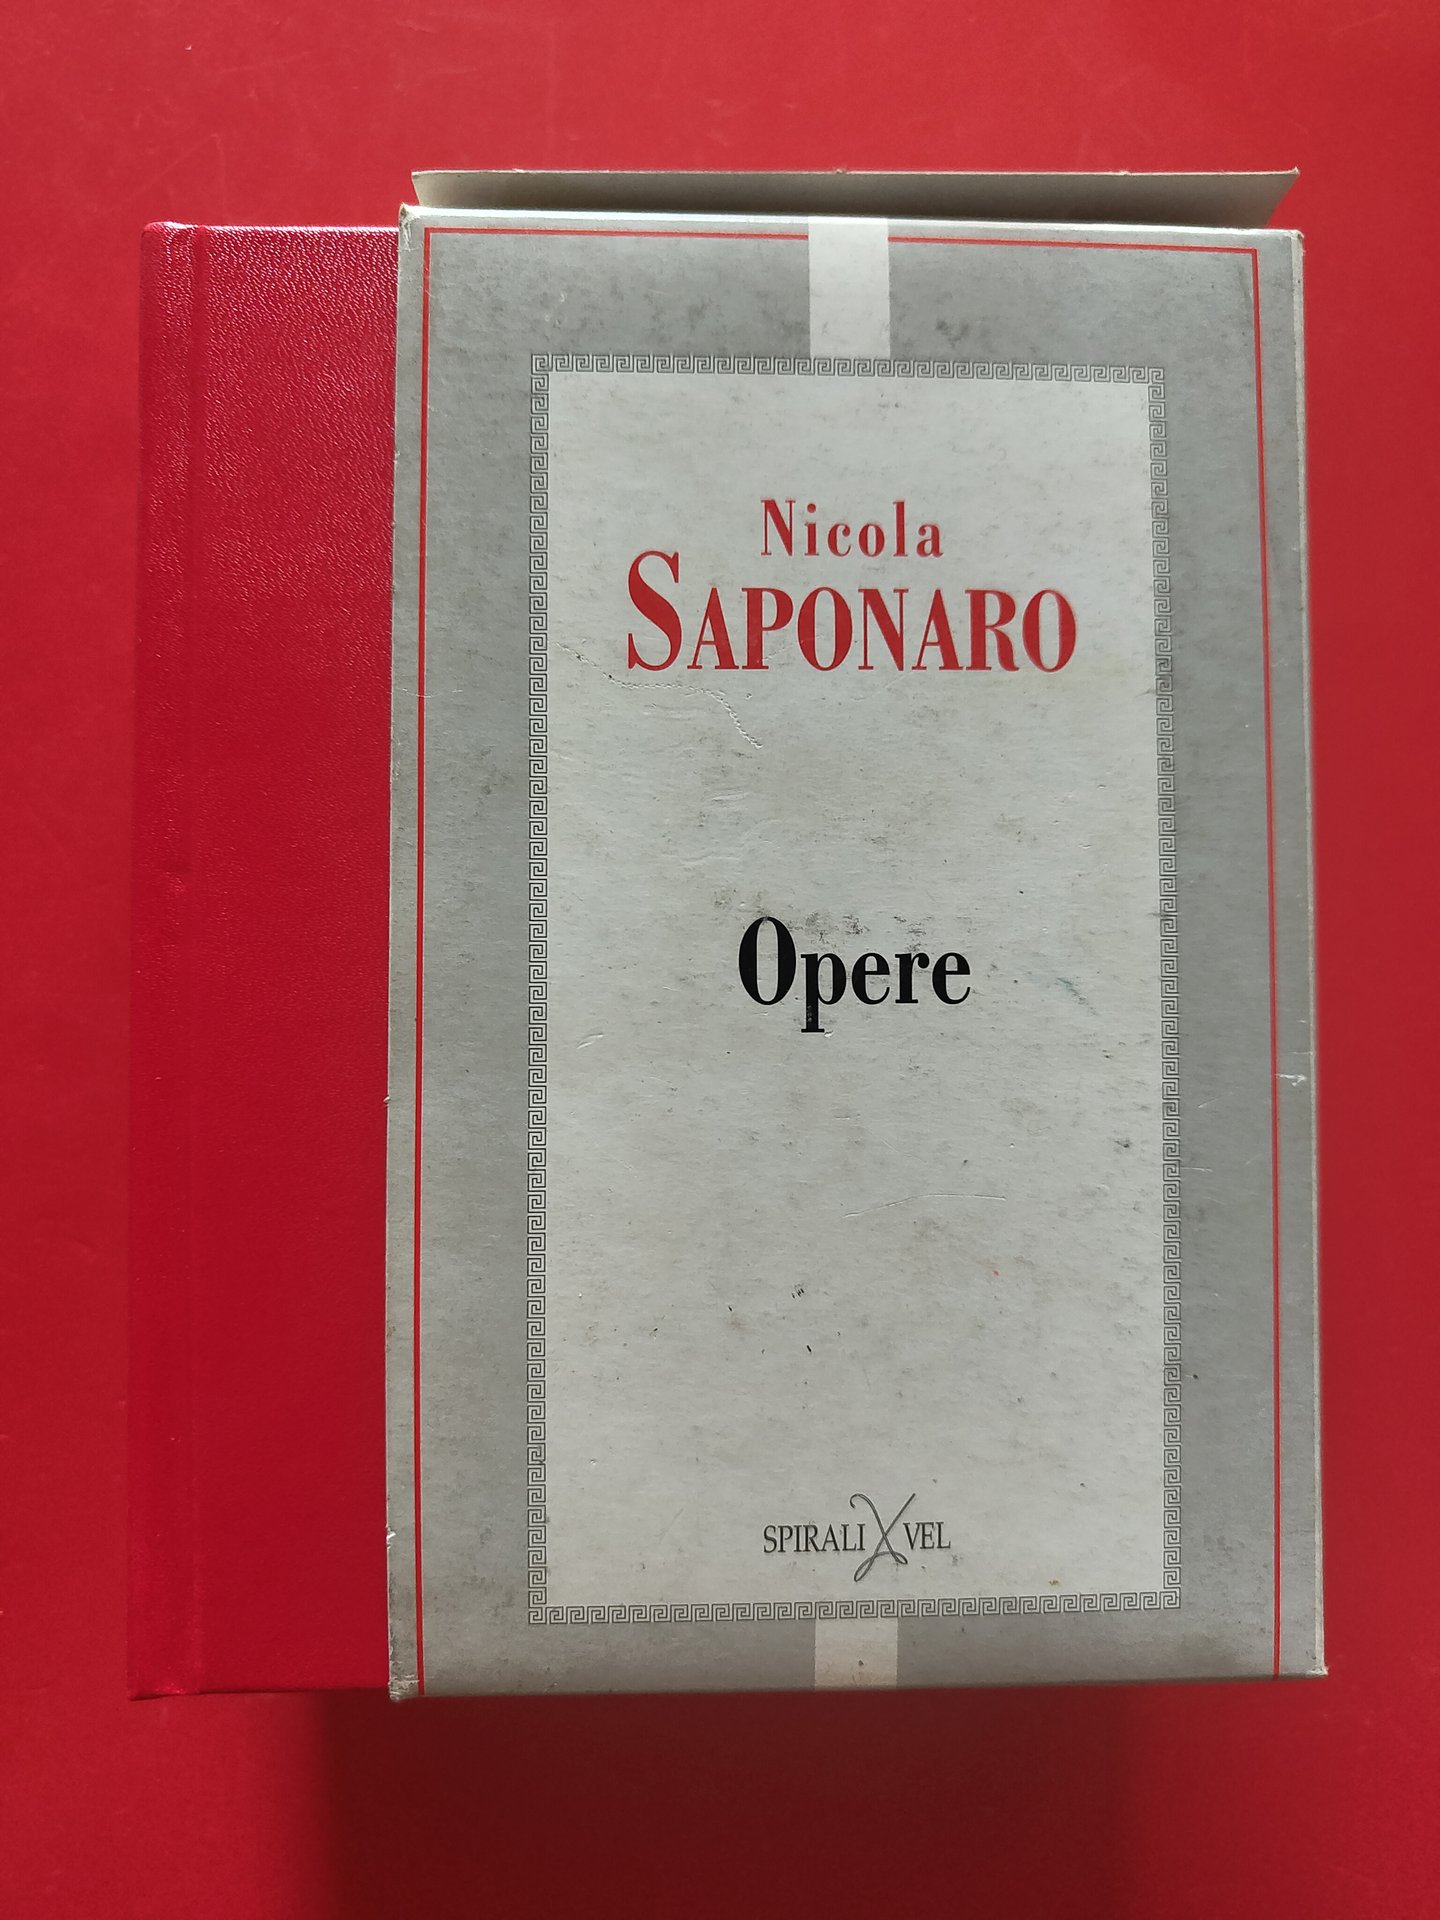 Nicola
SAPONARO
Opere
SPIRALI VEL